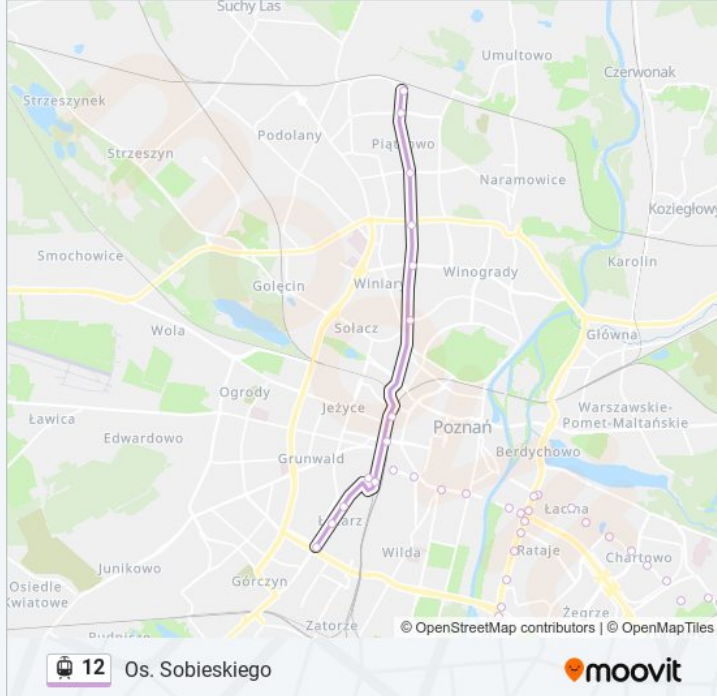 Suchy Las
Umultowo
Czerwonak
Strzeszynek
Podolany
Piątkowo
Strzeszyn
Naramowice
Koziegłowy
Smochowice
Karolin
Golęcin
Winiary
Winogrady
Wola
Sołacz
Główna
Ogrody
Jeżyce
Warszawskie-
Pomet-Maltańskie
Ławica
Edwardowo
Poznań
Berdychowo
Grunwald
Łazarz
Łacina
Junikowo
Wilda
Rataje
Chartowo
Osiedle
Kwiatowe
Górczyn
Zatorze
Żegrze
© OpenStreetMap contributors | © OpenMapTiles
12 Os. Sobieskiego
moovit